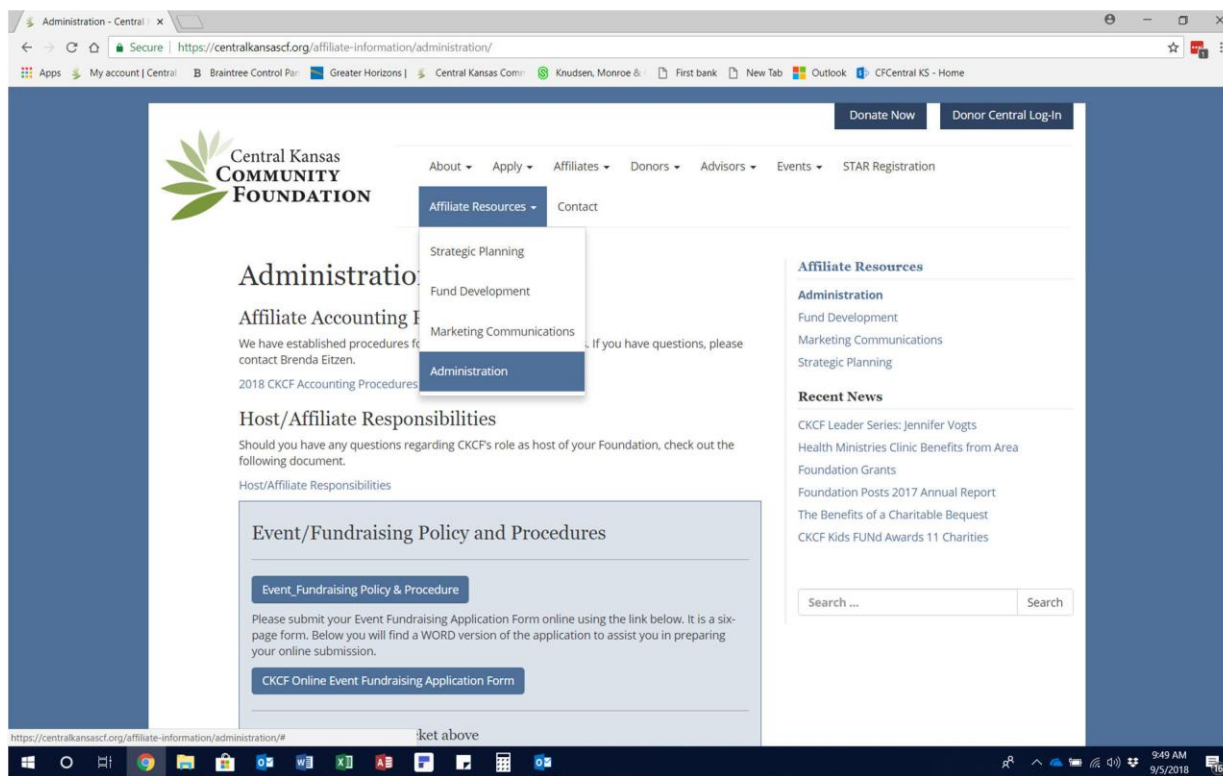 Administration - Central
Secure | https://centralkansascf.org/affiliate-information/administration/
Apps My account | Central B Braintree Control Par Greater Horizons | Central Kansas Com Knudsen, Monroe & First bank New Tab Outlook CFCentral KS - Home
Donate Now Donor Central Log-In
Central Kansas
COMMUNITY
FOUNDATION
About Apply Affiliates Donors Advisors Events STAR Registration
Affiliate Resources Contact
Strategic Planning
Fund Development
Marketing Communications
Administration
Administratio
Affiliate Accounting
We have established procedures . If you have questions, please
contact Brenda Eitzen.
2018 CKCF Accounting Procedures
Host/Affiliate Responsibilities
Should you have any questions regarding CKCF's role as host of your Foundation, check out the
following document.
Host/Affiliate Responsibilities
Event/Fundraising Policy and Procedures
Event_Fundraising Policy & Procedure
Please submit your Event Fundraising Application Form online using the link below. It is a six-
page form. Below you will find a WORD version of the application to assist you in preparing
your online submission.
CKCF Online Event Fundraising Application Form
ket above
Affiliate Resources
Administration
Fund Development
Marketing Communications
Strategic Planning
Recent News
CKCF Leader Series: Jennifer Vogts
Health Ministries Clinic Benefits from Area
Foundation Grants
Foundation Posts 2017 Annual Report
The Benefits of a Charitable Bequest
CKCF Kids FUNd Awards 11 Charities
Search ... Search
https://centralkansascf.org/affiliate-information/administration/#
9:49 AM
9/5/2018
16